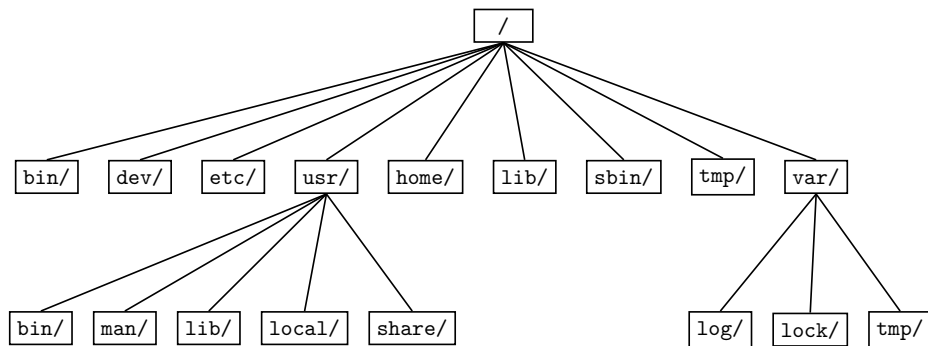 /
bin/ dev/ etc/ usr/ home/ lib/ sbin/ tmp/ var/
bin/ man/ lib/ local/ share/ log/ lock/ tmp/